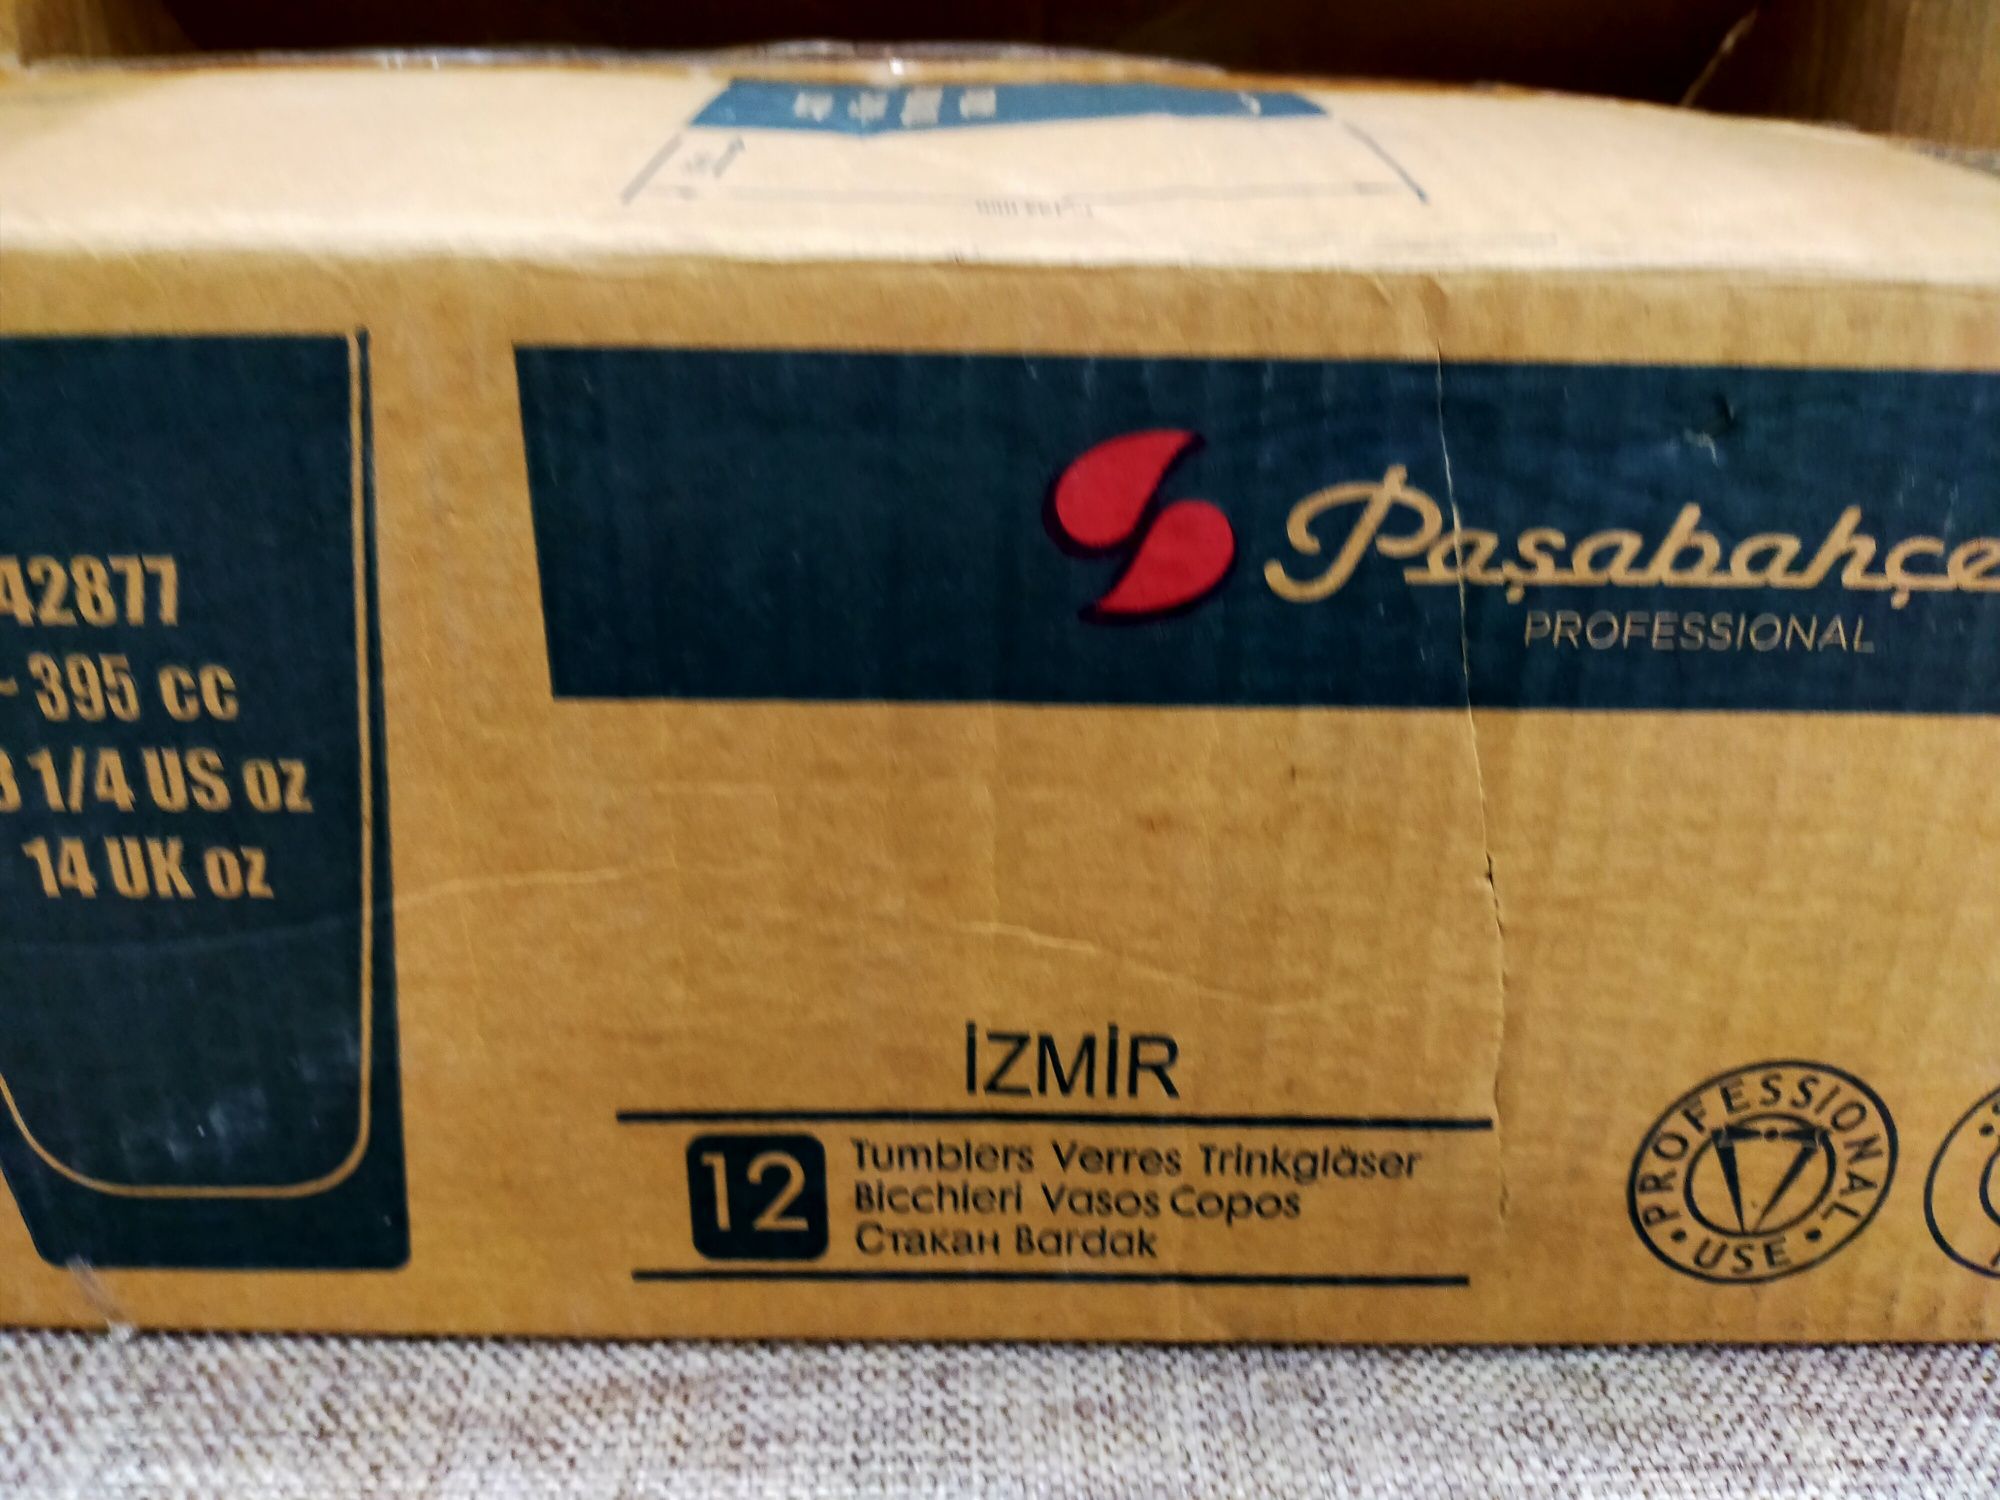 42877
~ 395 cc
1/4 US oz
14 UK oz
Paşabahçe
PROFESSIONAL
İZMİR
12
Tumblers Verres Trinkgläser
Bicchieri Vasos Copos
Стакан Bardak
PROFESSIONAL
USE